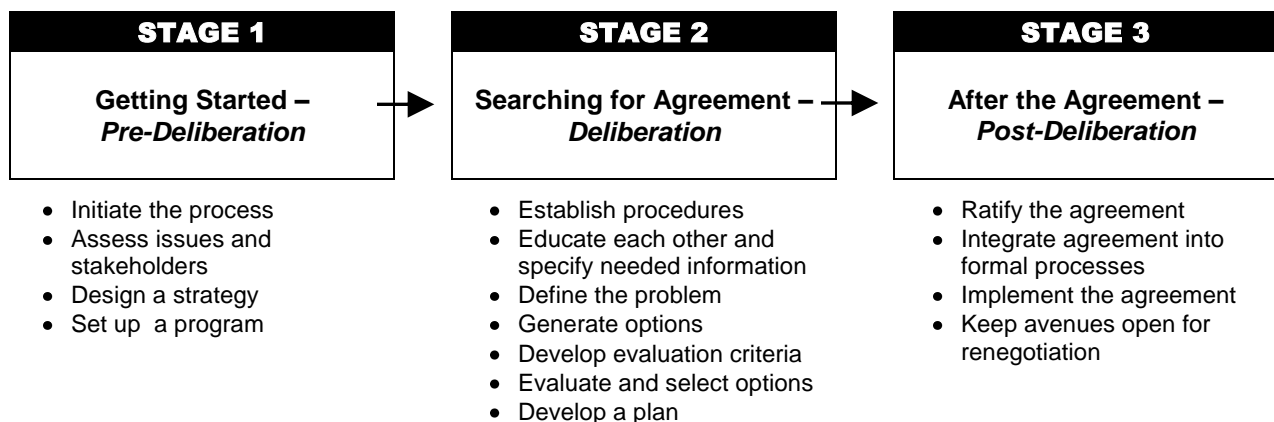 STAGE 1
Getting Started –
Pre-Deliberation
• Initiate the process
• Assess issues and
stakeholders
• Design a strategy
• Set up a program
STAGE 2
Searching for Agreement –
Deliberation
• Establish procedures
• Educate each other and
specify needed information
• Define the problem
• Generate options
• Develop evaluation criteria
• Evaluate and select options
• Develop a plan
STAGE 3
After the Agreement –
Post-Deliberation
• Ratify the agreement
• Integrate agreement into
formal processes
• Implement the agreement
• Keep avenues open for
renegotiation